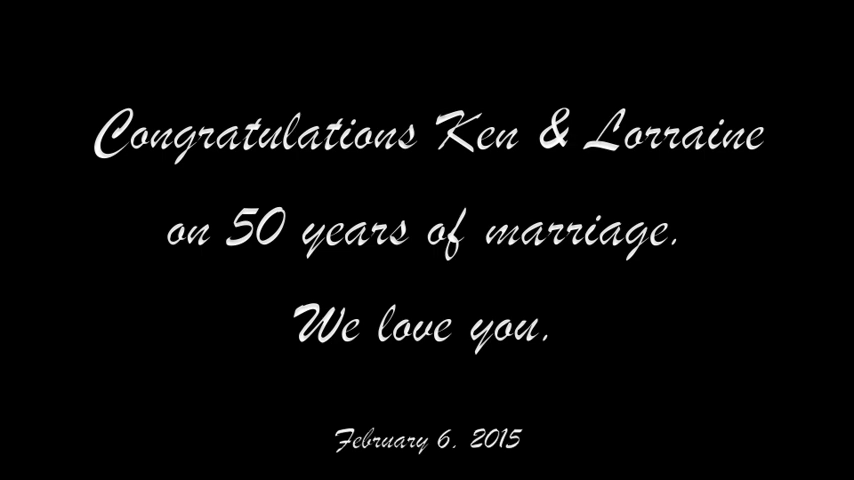 Congratulations Ken & Lorraine
on 50 years of marriage.
We love you.
February 6, 2015